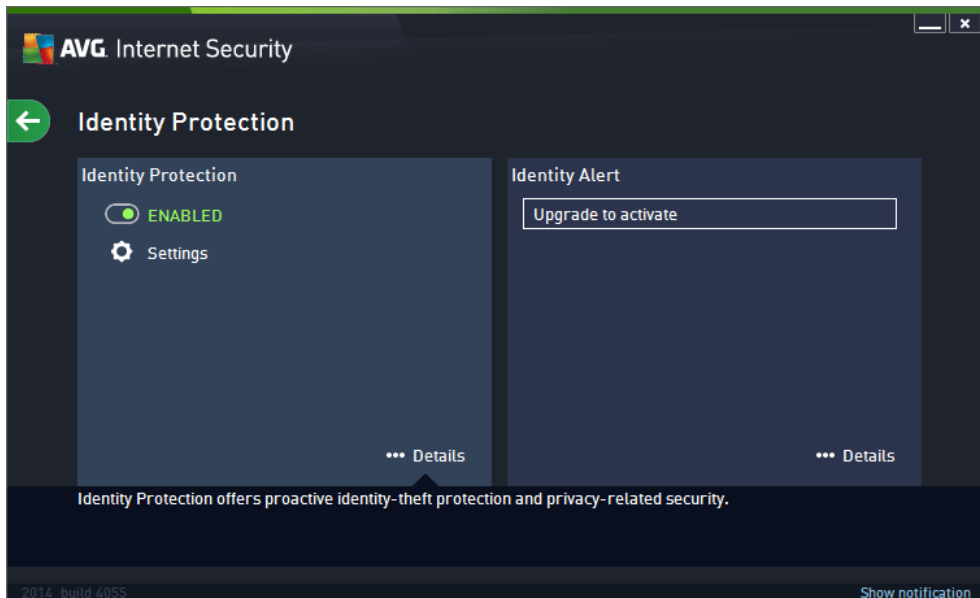 AVG. Internet Security
Identity Protection
Identity Protection
ENABLED
Settings
Details
Identity Alert
Upgrade to activate
Details
Identity Protection offers proactive identity-theft protection and privacy-related security.
2014 build 4055
Show notification